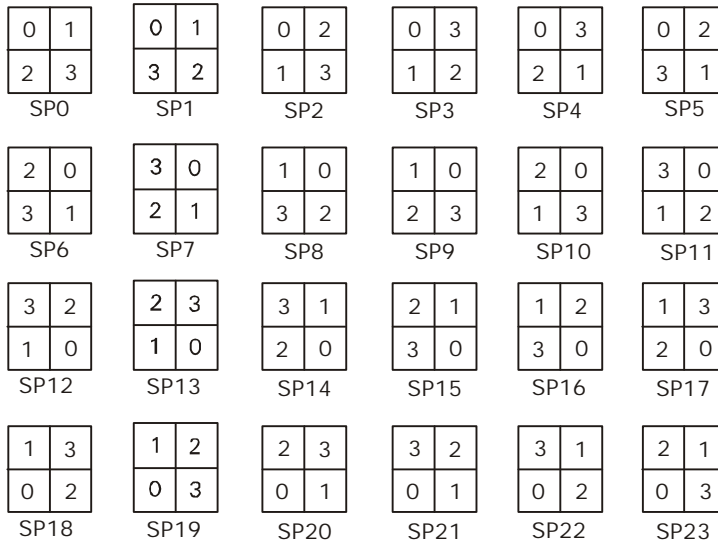 0 1 0 1 0 2 0 3 0 3 0 2
2 3 3 2 1 3 1 2 2 1 3 1
SP0 SP1 SP2 SP3 SP4 SP5
2 0 3 0 1 0 1 0 2 0 3 0
3 1 2 1 3 2 2 3 1 3 1 2
SP6 SP7 SP8 SP9 SP10 SP11
3 2 2 3 3 1 2 1 1 2 1 3
1 0 1 0 2 0 3 0 3 0 2 0
SP12 SP13 SP14 SP15 SP16 SP17
1 3 1 2 2 3 3 2 3 1 2 1
0 2 0 3 0 1 0 1 0 2 0 3
SP18 SP19 SP20 SP21 SP22 SP23